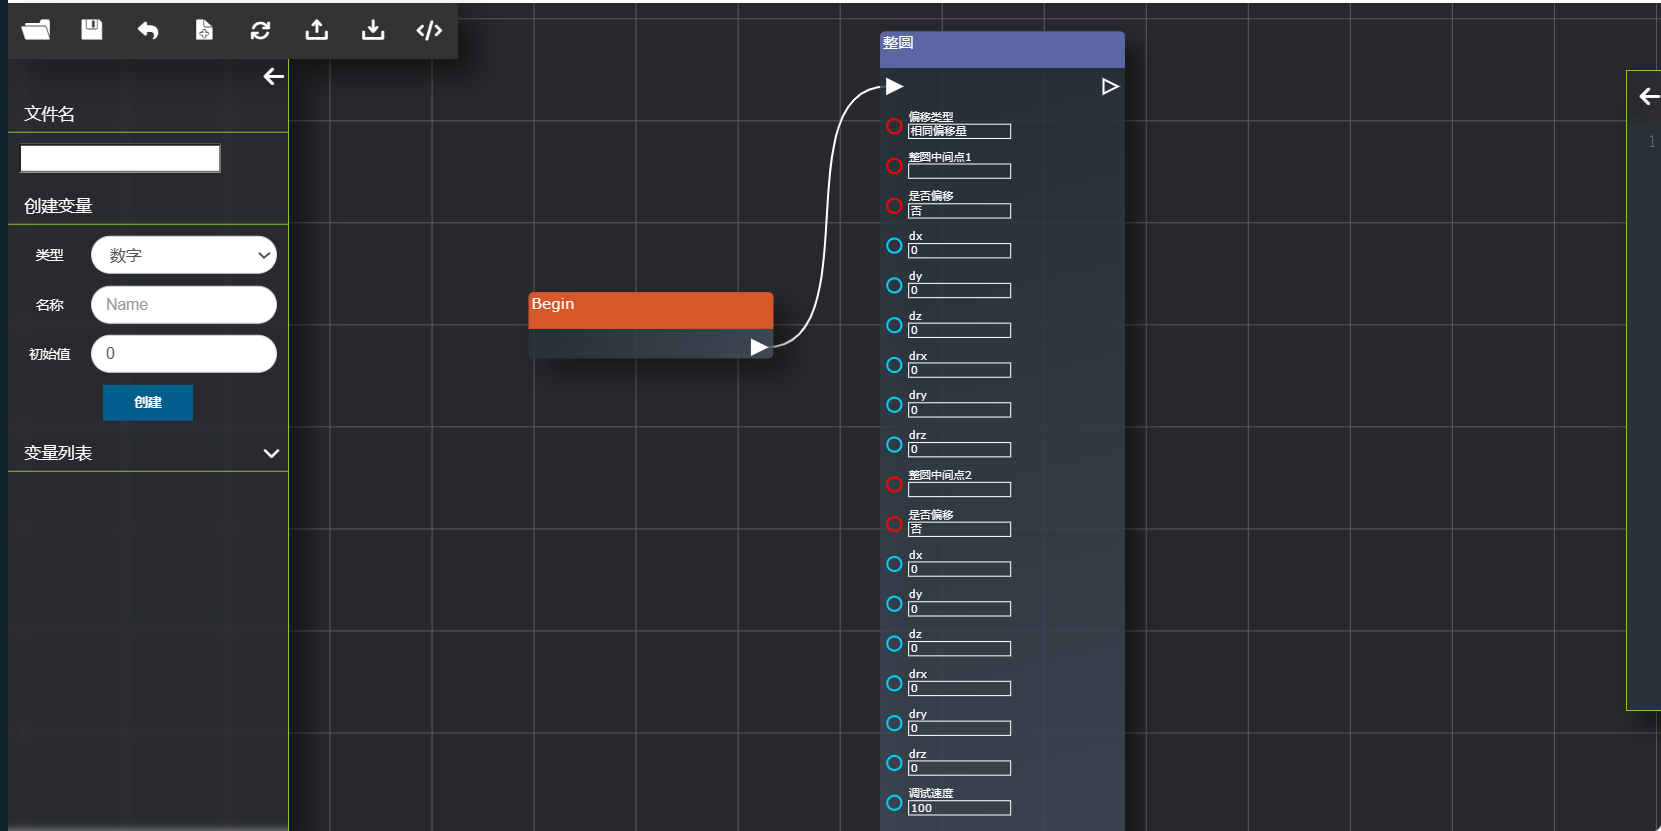 文件名
创建变量
类型
数字
名称
Name
初始值
0
创建
变量列表
Begin
整圆
偏移类型
相同偏移量
整圆中间点1
是否偏移
否
dx
0
dy
0
dz
0
drx
0
dry
0
drz
0
整圆中间点2
是否偏移
否
dx
0
dy
0
dz
0
drx
0
dry
0
drz
0
调试速度
100
1